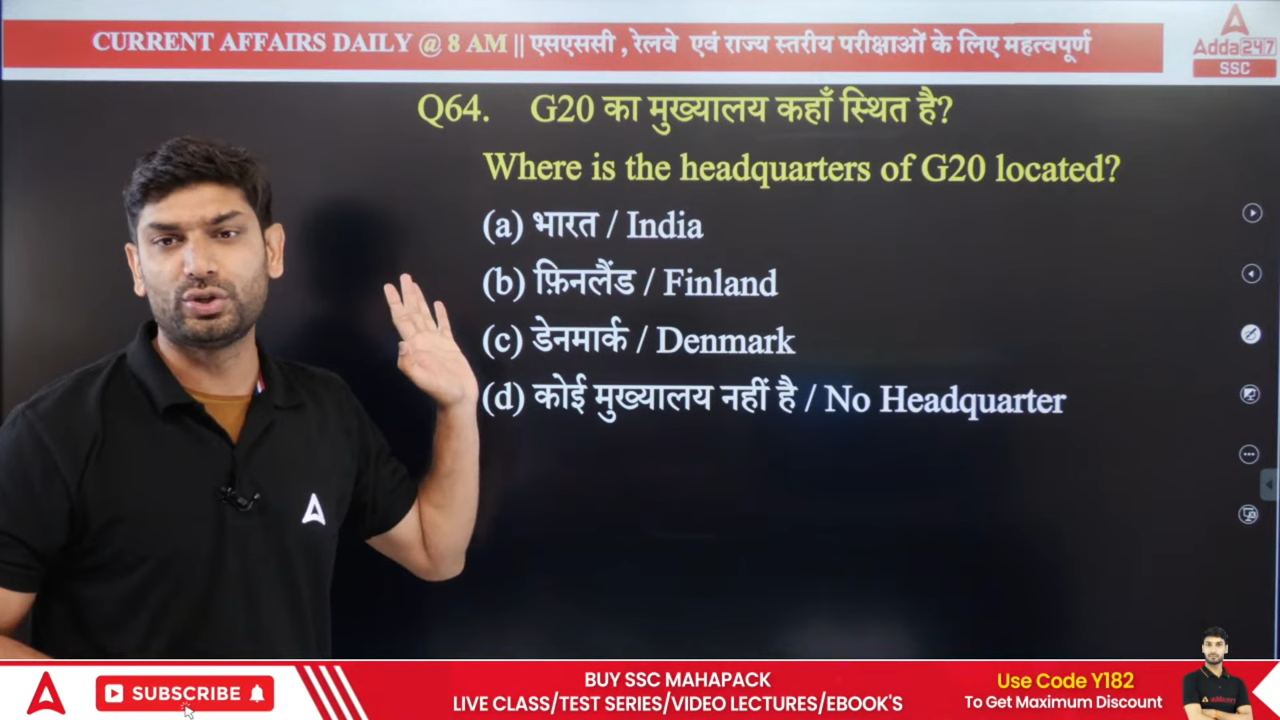 CURRENT AFFAIRS DAILY @ 8 AM || एसएससी , रेलवे एवं राज्य स्तरीय परीक्षाओं के लिए महत्वपूर्ण
Adda247
SSC
Q64. G20 का मुख्यालय कहाँ स्थित है?
Where is the headquarters of G20 located?
(a) भारत / India
(b) फ़िनलैंड / Finland
(c) डेनमार्क / Denmark
(d) कोई मुख्यालय नहीं है / No Headquarter
SUBSCRIBE
BUY SSC MAHAPACK
LIVE CLASS/TEST SERIES/VIDEO LECTURES/EBOOK'S
Use Code Y182
To Get Maximum Discount